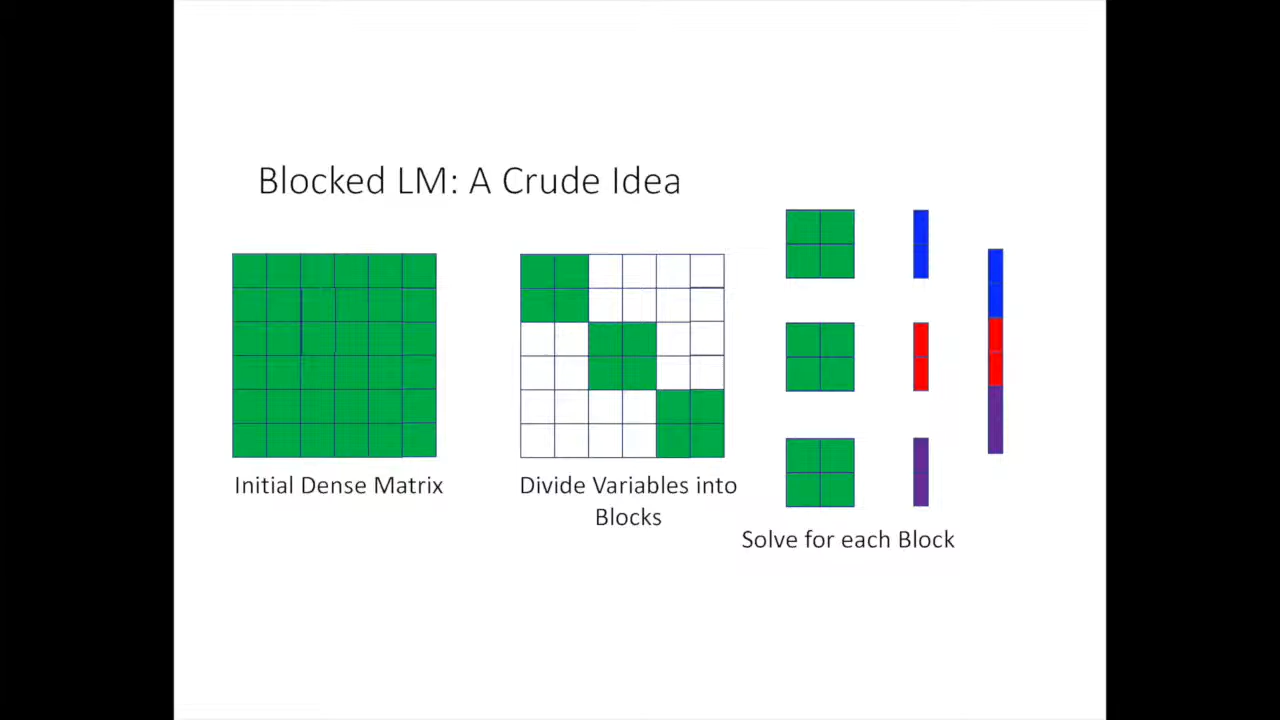 Blocked LM: A Crude Idea
Initial Dense Matrix
Divide Variables into
Blocks
Solve for each Block